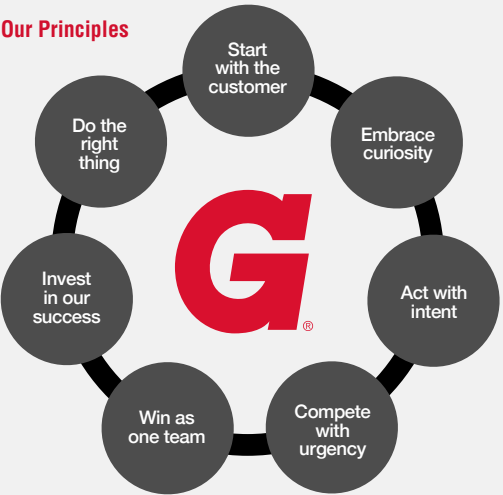 Our Principles
Start
with the
customer
Embrace
curiosity
Act with
intent
Compete
with
urgency
Win as
one team
Invest
in our
success
Do the
right
thing
G
®